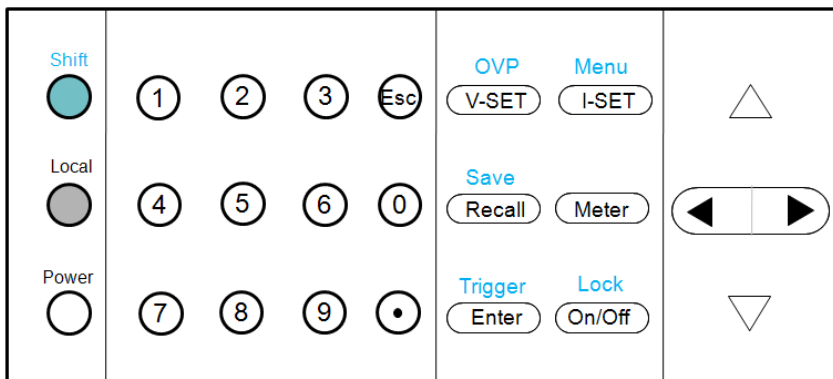 Shift
OVP Menu
1 2 3 Esc V-SET I-SET
Local
Save
4 5 6 0 Recall Meter
Power
Trigger Lock
7 8 9 • Enter On/Off